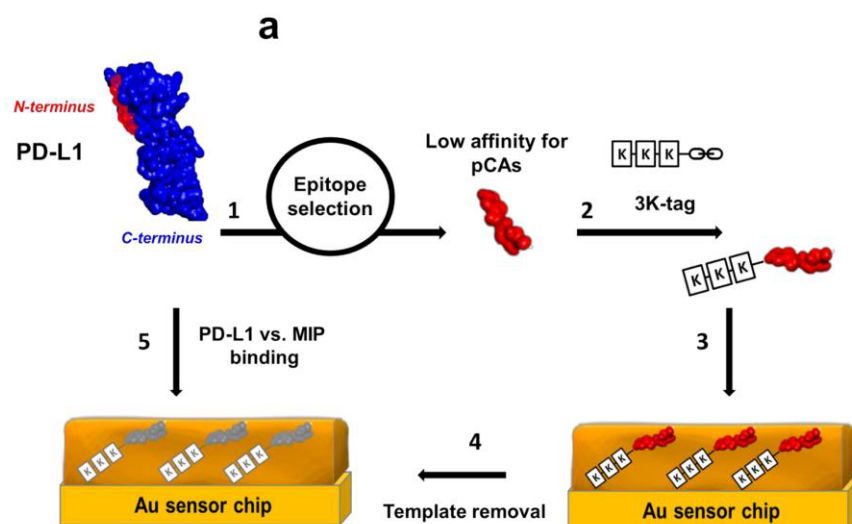 a
N-terminus
PD-L1
C-terminus
1
Epitope
selection
Low affinity for
pCAs
K K K
2
3K-tag
K K K
5
PD-L1 vs. MIP
binding
3
K K K
K K K
K K K
Au sensor chip
4
Template removal
K K K
K K K
K K K
Au sensor chip